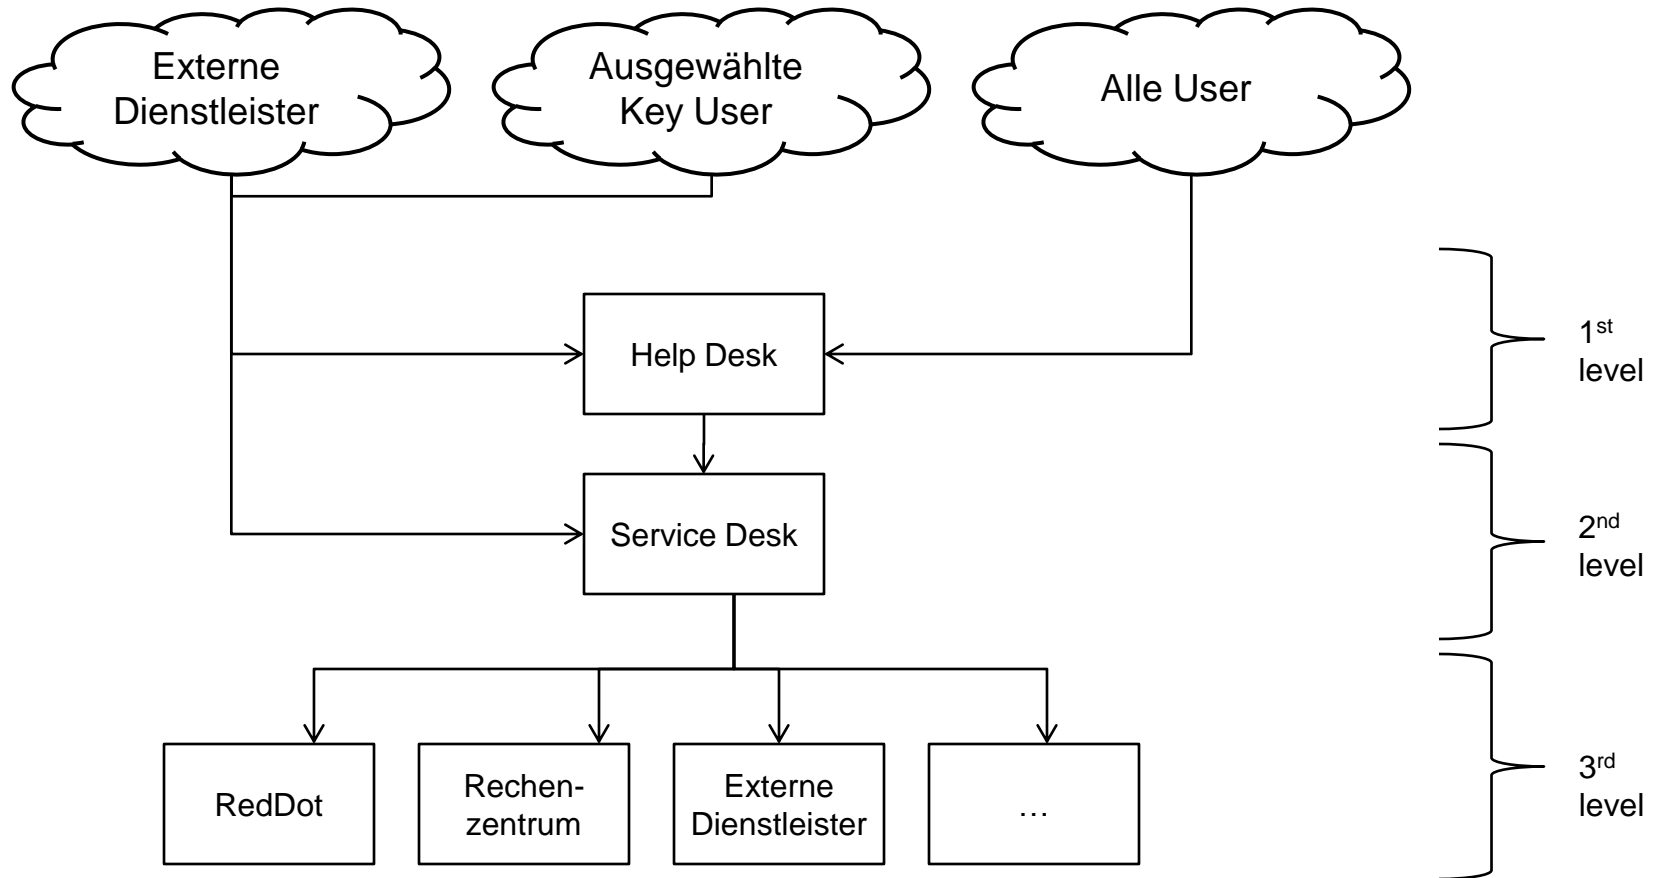 Externe
Dienstleister
Ausgewählte
Key User
Alle User
Help Desk
1st
level
Service Desk
2nd
level
RedDot
Rechen-
zentrum
Externe
Dienstleister
…
3rd
level